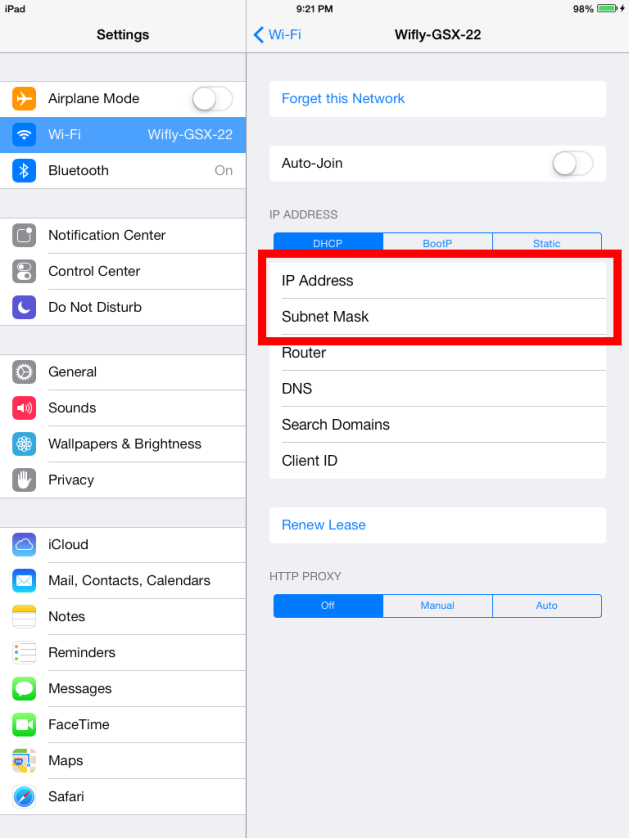 iPad 9:21 PM 98%
Settings
Airplane Mode
Wi-Fi Wifly-GSX-22
Bluetooth On
Notification Center
Control Center
Do Not Disturb
General
Sounds
Wallpapers & Brightness
Privacy
iCloud
Mail, Contacts, Calendars
Notes
Reminders
Messages
FaceTime
Maps
Safari
Wi-Fi Wifly-GSX-22
Forget this Network
Auto-Join
IP ADDRESS
DHCP BootP Static
IP Address
Subnet Mask
Router
DNS
Search Domains
Client ID
Renew Lease
HTTP PROXY
Off Manual Auto